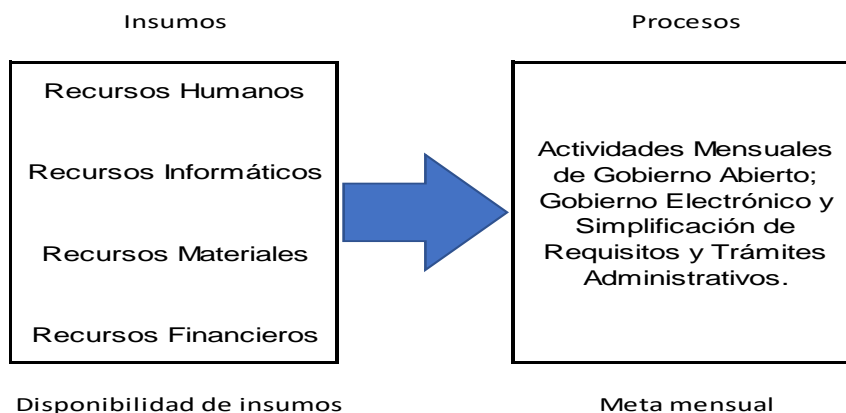 Insumos
Procesos
Recursos Humanos
Recursos Informáticos
Recursos Materiales
Recursos Financieros
Actividades Mensuales
de Gobierno Abierto;
Gobierno Electrónico y
Simplificación de
Requisitos y Trámites
Administrativos.
Disponibilidad de insumos
Meta mensual